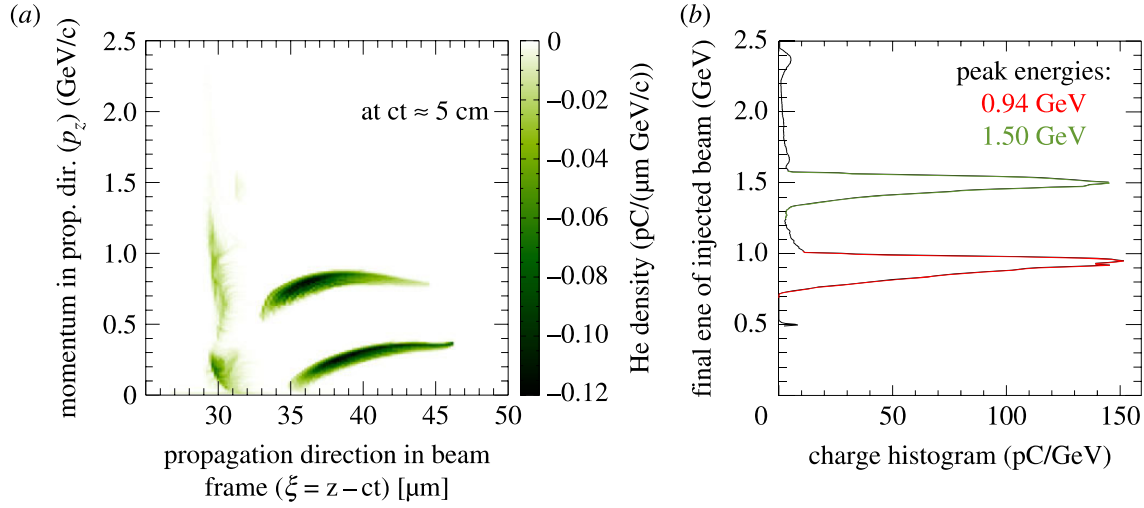 (a)
2.5
2.0
1.5
1.0
0.5
0
momentum in prop. dir. (p_z) (GeV/c)
at ct ≈ 5 cm
30 35 40 45 50
propagation direction in beam
frame (ξ = z – ct) [μm]
0
–0.02
–0.04
–0.06
–0.08
–0.10
–0.12
He density (pC/(μm GeV/c))
(b)
2.5
2.0
1.5
1.0
0.5
final ene of injected beam (GeV)
peak energies:
0.94 GeV
1.50 GeV
0 50 100 150
charge histogram (pC/GeV)